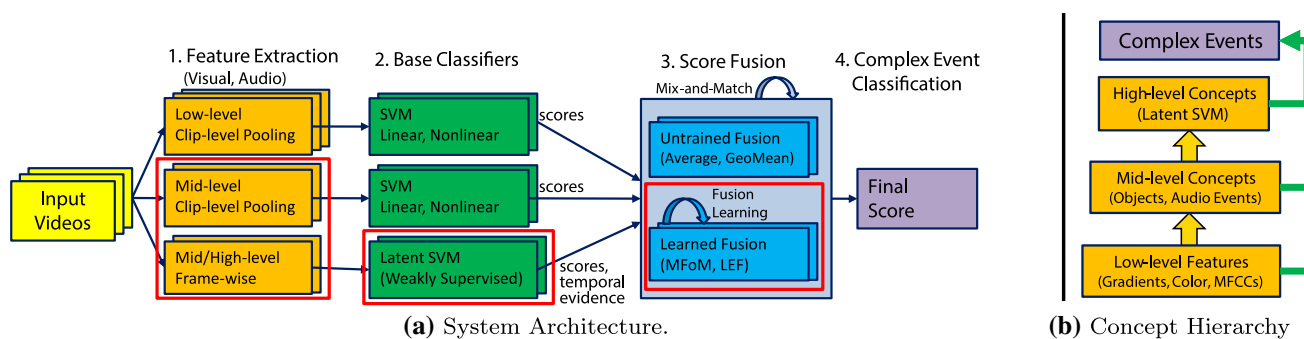 1. Feature Extraction
(Visual, Audio)
2. Base Classifiers
3. Score Fusion
Mix-and-Match
4. Complex Event
Classification
Input
Videos
Low-level
Clip-level Pooling
Mid-level
Clip-level Pooling
Mid/High-level
Frame-wise
SVM
Linear, Nonlinear
scores
SVM
Linear, Nonlinear
scores
Latent SVM
(Weakly Supervised)
scores,
temporal
evidence
Untrained Fusion
(Average, GeoMean)
Fusion
Learning
Learned Fusion
(MFoM, LEF)
Final
Score
(a) System Architecture.
Complex Events
High-level Concepts
(Latent SVM)
Mid-level Concepts
(Objects, Audio Events)
Low-level Features
(Gradients, Color, MFCCs)
(b) Concept Hierarchy